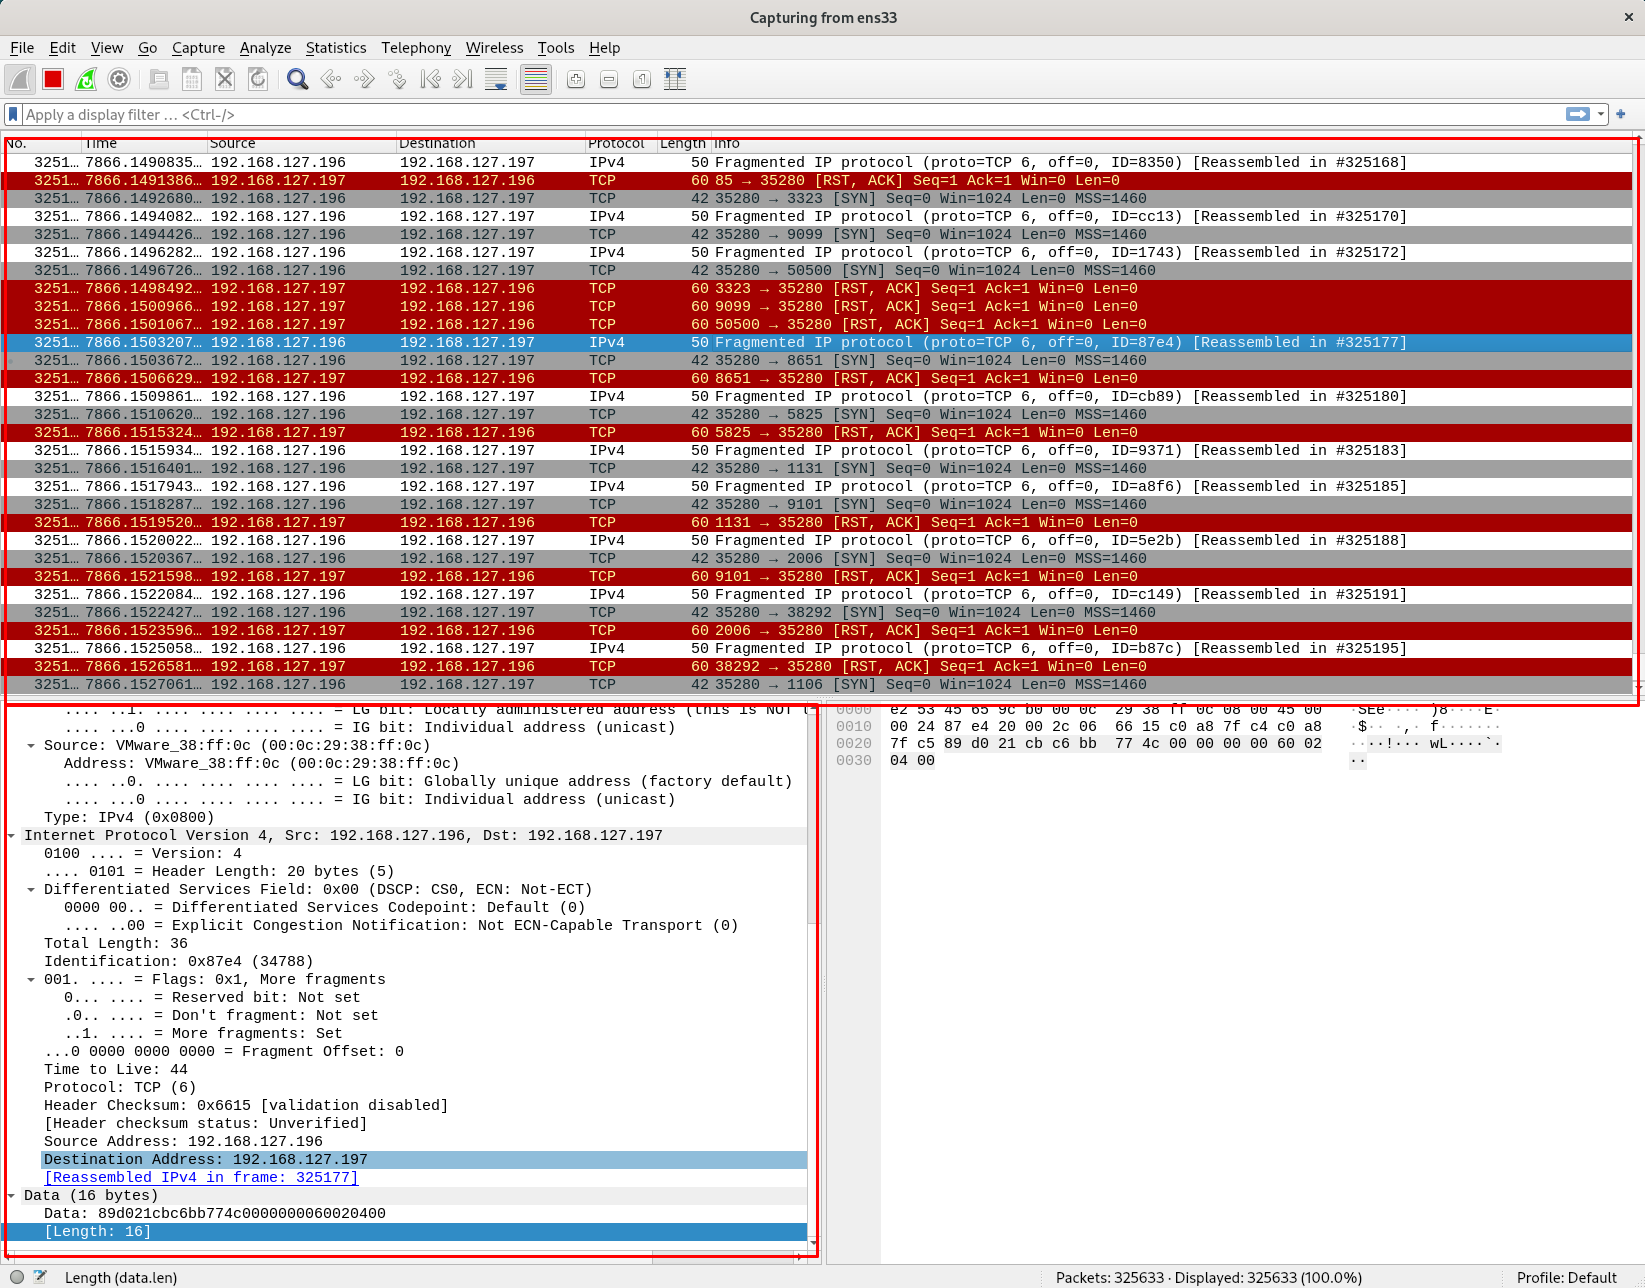 Capturing from ens33
File Edit View Go Capture Analyze Statistics Telephony Wireless Tools Help
Apply a display filter … <Ctrl-/>
No. Time Source Destination Protocol Length Info
3251… 7866.1490835… 192.168.127.196 192.168.127.197 IPv4 50 Fragmented IP protocol (proto=TCP 6, off=0, ID=8350) [Reassembled in #325168]
3251… 7866.1491386… 192.168.127.197 192.168.127.196 TCP 60 85 → 35280 [RST, ACK] Seq=1 Ack=1 Win=0 Len=0
3251… 7866.1492680… 192.168.127.196 192.168.127.197 TCP 42 35280 → 3323 [SYN] Seq=0 Win=1024 Len=0 MSS=1460
3251… 7866.1494082… 192.168.127.196 192.168.127.197 IPv4 50 Fragmented IP protocol (proto=TCP 6, off=0, ID=cc13) [Reassembled in #325170]
3251… 7866.1494426… 192.168.127.196 192.168.127.197 TCP 42 35280 → 9099 [SYN] Seq=0 Win=1024 Len=0 MSS=1460
3251… 7866.1496282… 192.168.127.196 192.168.127.197 IPv4 50 Fragmented IP protocol (proto=TCP 6, off=0, ID=1743) [Reassembled in #325172]
3251… 7866.1496726… 192.168.127.196 192.168.127.197 TCP 42 35280 → 50500 [SYN] Seq=0 Win=1024 Len=0 MSS=1460
3251… 7866.1498492… 192.168.127.197 192.168.127.196 TCP 60 3323 → 35280 [RST, ACK] Seq=1 Ack=1 Win=0 Len=0
3251… 7866.1500966… 192.168.127.197 192.168.127.196 TCP 60 9099 → 35280 [RST, ACK] Seq=1 Ack=1 Win=0 Len=0
3251… 7866.1501067… 192.168.127.197 192.168.127.196 TCP 60 50500 → 35280 [RST, ACK] Seq=1 Ack=1 Win=0 Len=0
3251… 7866.1503207… 192.168.127.196 192.168.127.197 IPv4 50 Fragmented IP protocol (proto=TCP 6, off=0, ID=87e4) [Reassembled in #325177]
3251… 7866.1503672… 192.168.127.196 192.168.127.197 TCP 42 35280 → 8651 [SYN] Seq=0 Win=1024 Len=0 MSS=1460
3251… 7866.1506629… 192.168.127.197 192.168.127.196 TCP 60 8651 → 35280 [RST, ACK] Seq=1 Ack=1 Win=0 Len=0
3251… 7866.1509861… 192.168.127.196 192.168.127.197 IPv4 50 Fragmented IP protocol (proto=TCP 6, off=0, ID=cb89) [Reassembled in #325180]
3251… 7866.1510620… 192.168.127.196 192.168.127.197 TCP 42 35280 → 5825 [SYN] Seq=0 Win=1024 Len=0 MSS=1460
3251… 7866.1515324… 192.168.127.197 192.168.127.196 TCP 60 5825 → 35280 [RST, ACK] Seq=1 Ack=1 Win=0 Len=0
3251… 7866.1515934… 192.168.127.196 192.168.127.197 IPv4 50 Fragmented IP protocol (proto=TCP 6, off=0, ID=9371) [Reassembled in #325183]
3251… 7866.1516401… 192.168.127.196 192.168.127.197 TCP 42 35280 → 1131 [SYN] Seq=0 Win=1024 Len=0 MSS=1460
3251… 7866.1517943… 192.168.127.196 192.168.127.197 IPv4 50 Fragmented IP protocol (proto=TCP 6, off=0, ID=a8f6) [Reassembled in #325185]
3251… 7866.1518287… 192.168.127.196 192.168.127.197 TCP 42 35280 → 9101 [SYN] Seq=0 Win=1024 Len=0 MSS=1460
3251… 7866.1519520… 192.168.127.197 192.168.127.196 TCP 60 1131 → 35280 [RST, ACK] Seq=1 Ack=1 Win=0 Len=0
3251… 7866.1520022… 192.168.127.196 192.168.127.197 IPv4 50 Fragmented IP protocol (proto=TCP 6, off=0, ID=5e2b) [Reassembled in #325188]
3251… 7866.1520367… 192.168.127.196 192.168.127.197 TCP 42 35280 → 2006 [SYN] Seq=0 Win=1024 Len=0 MSS=1460
3251… 7866.1521598… 192.168.127.197 192.168.127.196 TCP 60 9101 → 35280 [RST, ACK] Seq=1 Ack=1 Win=0 Len=0
3251… 7866.1522084… 192.168.127.196 192.168.127.197 IPv4 50 Fragmented IP protocol (proto=TCP 6, off=0, ID=c149) [Reassembled in #325191]
3251… 7866.1522427… 192.168.127.196 192.168.127.197 TCP 42 35280 → 38292 [SYN] Seq=0 Win=1024 Len=0 MSS=1460
3251… 7866.1523596… 192.168.127.197 192.168.127.196 TCP 60 2006 → 35280 [RST, ACK] Seq=1 Ack=1 Win=0 Len=0
3251… 7866.1525058… 192.168.127.196 192.168.127.197 IPv4 50 Fragmented IP protocol (proto=TCP 6, off=0, ID=b87c) [Reassembled in #325195]
3251… 7866.1526581… 192.168.127.197 192.168.127.196 TCP 60 38292 → 35280 [RST, ACK] Seq=1 Ack=1 Win=0 Len=0
3251… 7866.1527061… 192.168.127.196 192.168.127.197 TCP 42 35280 → 1106 [SYN] Seq=0 Win=1024 Len=0 MSS=1460
.... ..1. .... .... .... .... = LG bit: Locally administered address (this is NOT
.... ...0 .... .... .... .... = IG bit: Individual address (unicast)
Source: VMware_38:ff:0c (00:0c:29:38:ff:0c)
Address: VMware_38:ff:0c (00:0c:29:38:ff:0c)
.... ..0. .... .... .... .... = LG bit: Globally unique address (factory default)
.... ...0 .... .... .... .... = IG bit: Individual address (unicast)
Type: IPv4 (0x0800)
Internet Protocol Version 4, Src: 192.168.127.196, Dst: 192.168.127.197
0100 .... = Version: 4
.... 0101 = Header Length: 20 bytes (5)
Differentiated Services Field: 0x00 (DSCP: CS0, ECN: Not-ECT)
0000 00.. = Differentiated Services Codepoint: Default (0)
.... ..00 = Explicit Congestion Notification: Not ECN-Capable Transport (0)
Total Length: 36
Identification: 0x87e4 (34788)
001. .... = Flags: 0x1, More fragments
0... .... = Reserved bit: Not set
.0.. .... = Don't fragment: Not set
..1. .... = More fragments: Set
...0 0000 0000 0000 = Fragment Offset: 0
Time to Live: 44
Protocol: TCP (6)
Header Checksum: 0x6615 [validation disabled]
[Header checksum status: Unverified]
Source Address: 192.168.127.196
Destination Address: 192.168.127.197
[Reassembled IPv4 in frame: 325177]
Data (16 bytes)
Data: 89d021cbc6bb774c0000000060020400
[Length: 16]
0000 e2 53 45 65 9c b0 00 0c 29 38 ff 0c 08 00 45 00 ·SEe···· )8····E·
0010 00 24 87 e4 20 00 2c 06 66 15 c0 a8 7f c4 c0 a8 ·$·· ·,· f·······
0020 7f c5 89 d0 21 cb c6 bb 77 4c 00 00 00 00 60 02 ····!··· wL····`·
0030 04 00 ··
Length (data.len)
Packets: 325633 · Displayed: 325633 (100.0%)
Profile: Default